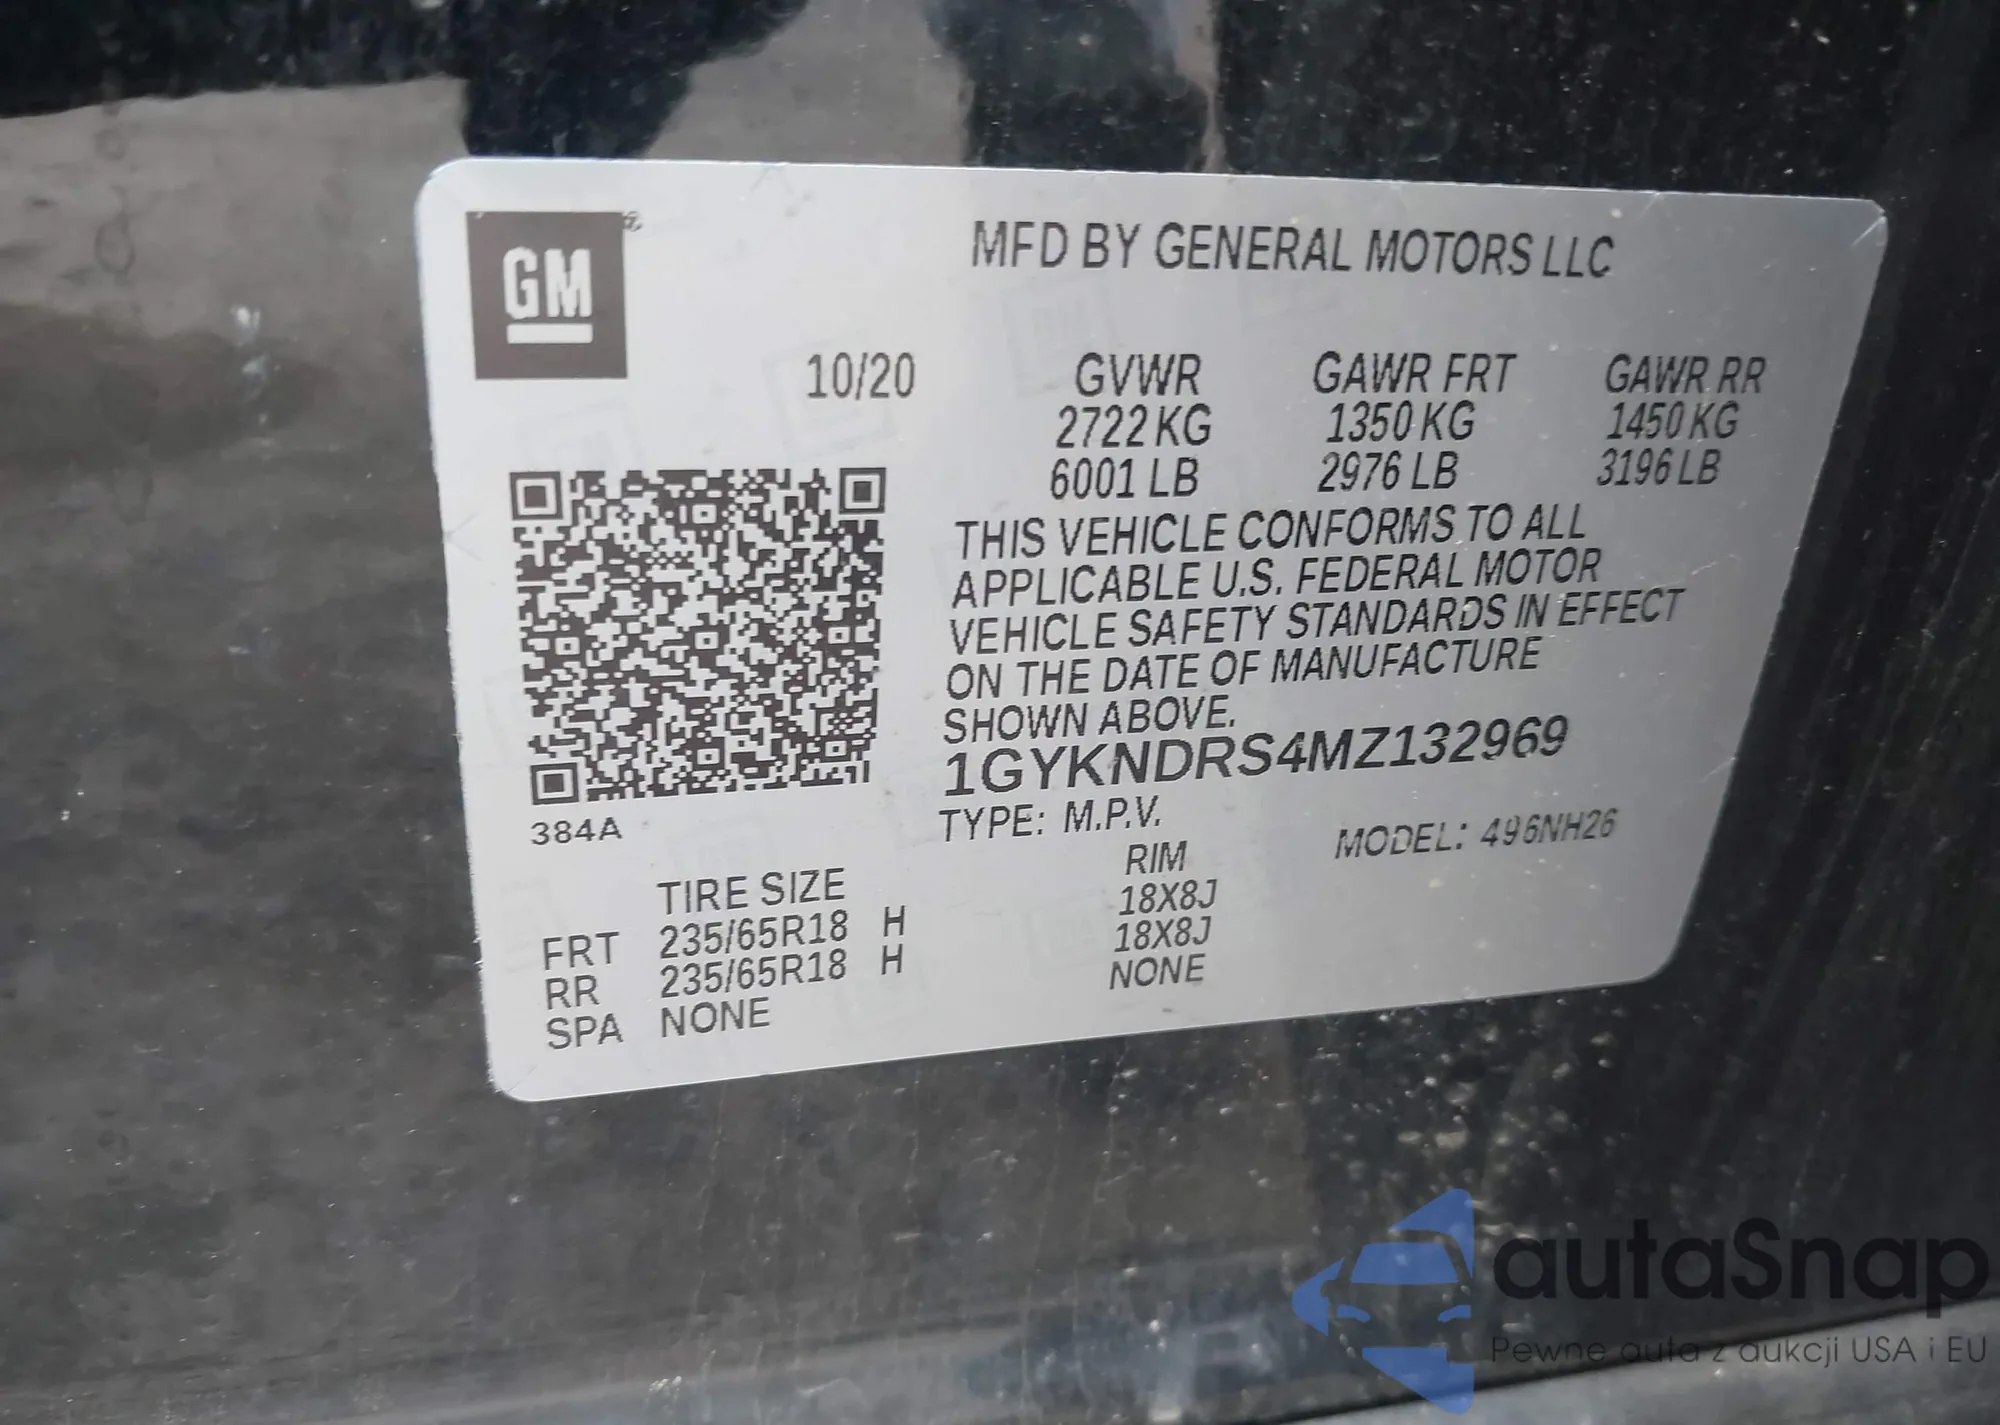 GM
MFD BY GENERAL MOTORS LLC
10/20 GVWR GAWR FRT GAWR RR
2722 KG 1350 KG 1450 KG
6001 LB 2976 LB 3196 LB
THIS VEHICLE CONFORMS TO ALL
APPLICABLE U.S. FEDERAL MOTOR
VEHICLE SAFETY STANDARDS IN EFFECT
ON THE DATE OF MANUFACTURE
SHOWN ABOVE.
1GYKNDRS4MZ132969
TYPE: M.P.V. MODEL: 496NH26
384A
TIRE SIZE RIM
FRT 235/65R18 H 18X8J
RR 235/65R18 H 18X8J
SPA NONE NONE
autaSnap
Pewne auta z aukcji USA i EU